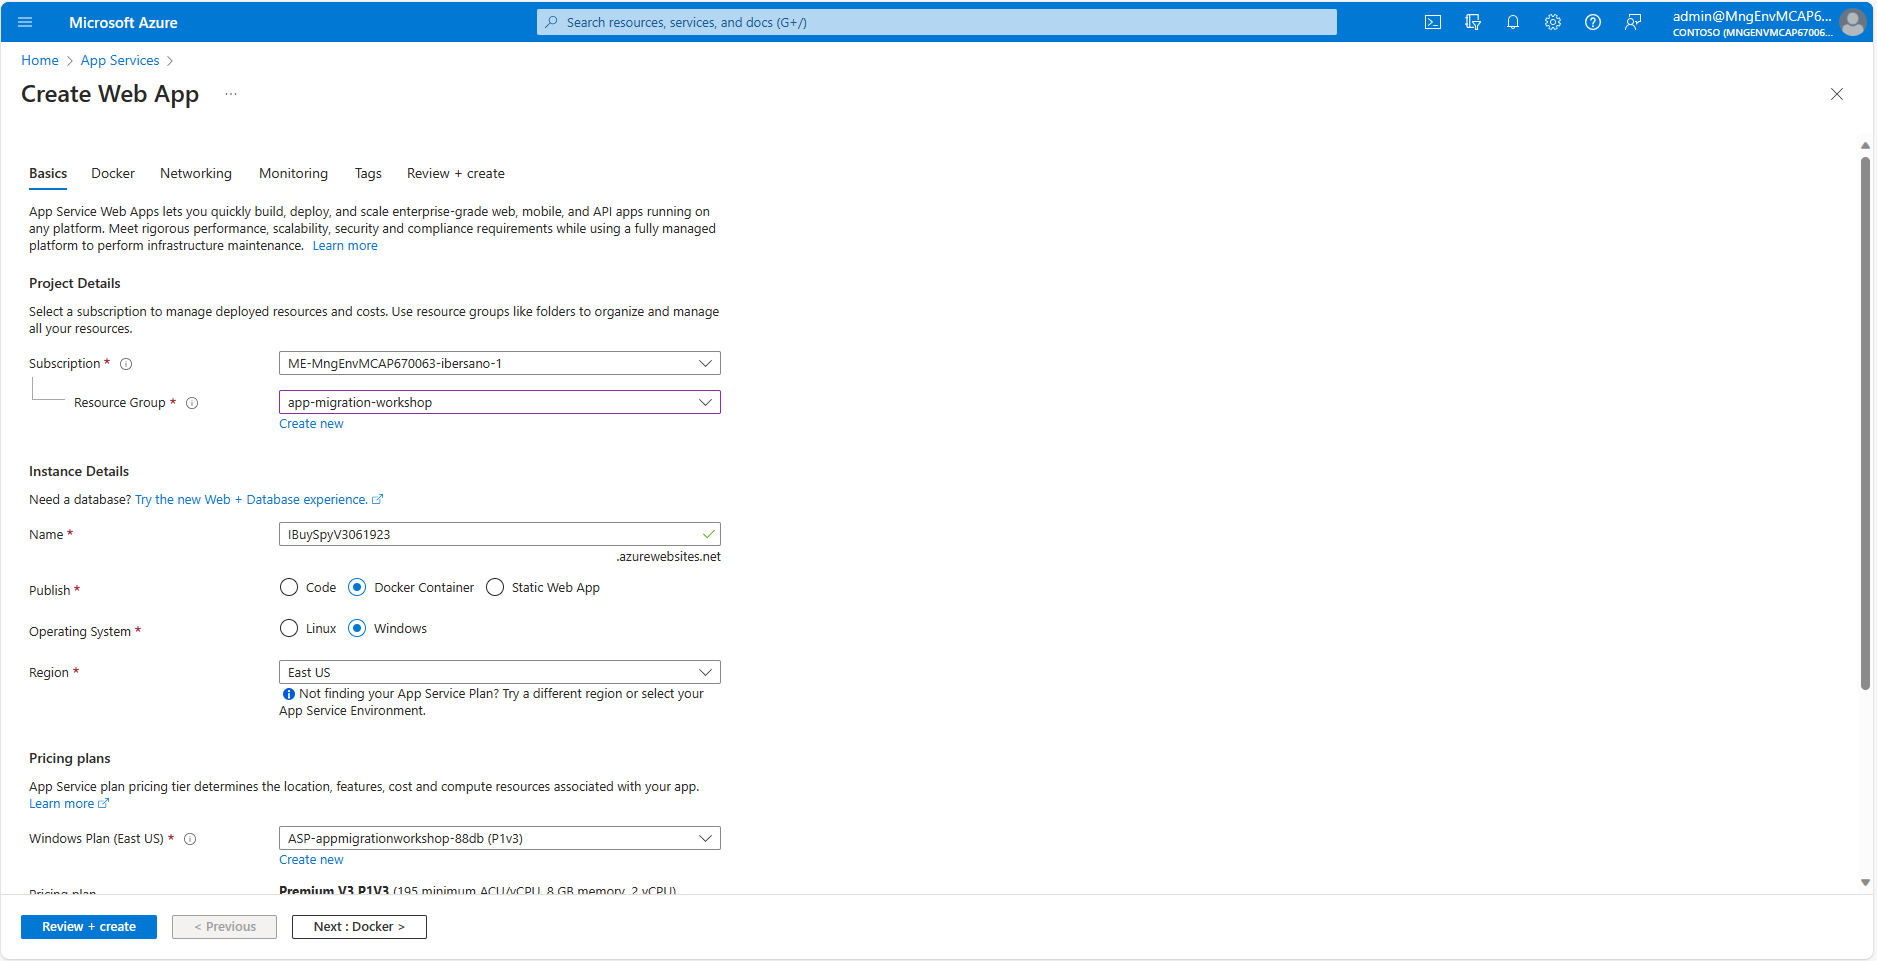 Microsoft Azure
Search resources, services, and docs (G+/)
admin@MngEnvMCAP6...
CONTOSO (MNGENVMCAP67006...
Home > App Services >
Create Web App ...
Basics Docker Networking Monitoring Tags Review + create
App Service Web Apps lets you quickly build, deploy, and scale enterprise-grade web, mobile, and API apps running on
any platform. Meet rigorous performance, scalability, security and compliance requirements while using a fully managed
platform to perform infrastructure maintenance. Learn more
Project Details
Select a subscription to manage deployed resources and costs. Use resource groups like folders to organize and manage
all your resources.
Subscription * ME-MngEnvMCAP670063-ibersano-1
Resource Group * app-migration-workshop
Create new
Instance Details
Need a database? Try the new Web + Database experience.
Name * IBuySpyV3061923
.azurewebsites.net
Publish * Code Docker Container Static Web App
Operating System * Linux Windows
Region * East US
Not finding your App Service Plan? Try a different region or select your
App Service Environment.
Pricing plans
App Service plan pricing tier determines the location, features, cost and compute resources associated with your app.
Learn more
Windows Plan (East US) * ASP-appmigrationworkshop-88db (P1v3)
Create new
Pricing plan Premium V3 P1V3 (195 minimum ACU/vCPU, 8 GB memory, 2 vCPU)
Review + create < Previous Next : Docker >